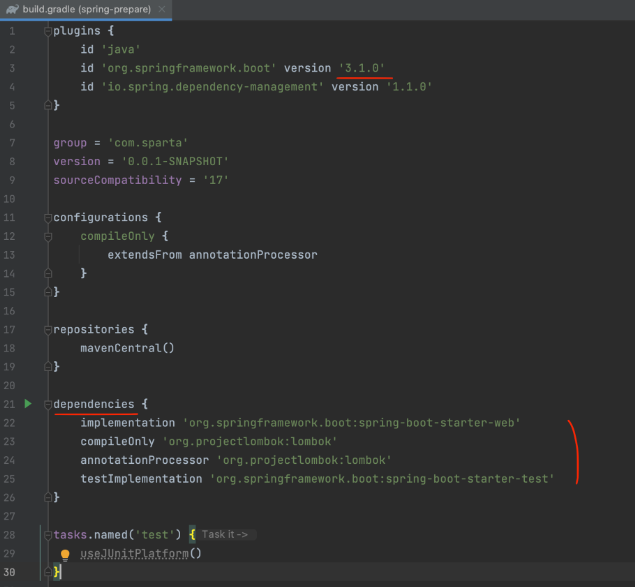 build.gradle (spring-prepare)
1 plugins {
2 id 'java'
3 id 'org.springframework.boot' version '3.1.0'
4 id 'io.spring.dependency-management' version '1.1.0'
5 }
6
7 group = 'com.sparta'
8 version = '0.0.1-SNAPSHOT'
9 sourceCompatibility = '17'
10
11 configurations {
12 compileOnly {
13 extendsFrom annotationProcessor
14 }
15 }
16
17 repositories {
18 mavenCentral()
19 }
20
21 dependencies {
22 implementation 'org.springframework.boot:spring-boot-starter-web'
23 compileOnly 'org.projectlombok:lombok'
24 annotationProcessor 'org.projectlombok:lombok'
25 testImplementation 'org.springframework.boot:spring-boot-starter-test'
26 }
27
28 tasks.named('test') { Task it ->
29 useJUnitPlatform()
30 }